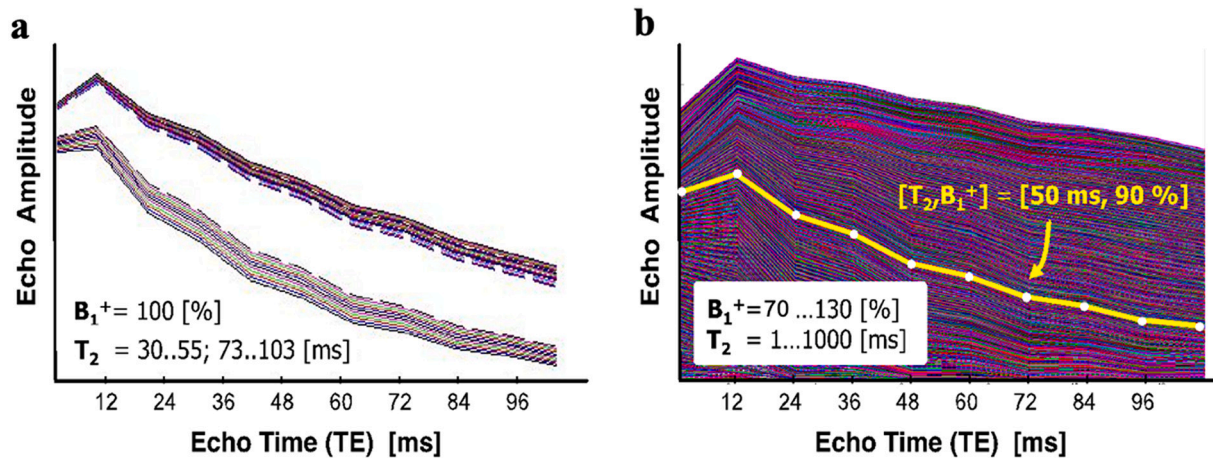 a
Echo Amplitude
B₁⁺= 100 [%]
T₂ = 30..55; 73..103 [ms]
12 24 36 48 60 72 84 96
Echo Time (TE) [ms]
b
Echo Amplitude
[T₂,B₁⁺] = [50 ms, 90 %]
B₁⁺=70 ...130 [%]
T₂ = 1...1000 [ms]
12 24 36 48 60 72 84 96
Echo Time (TE) [ms]